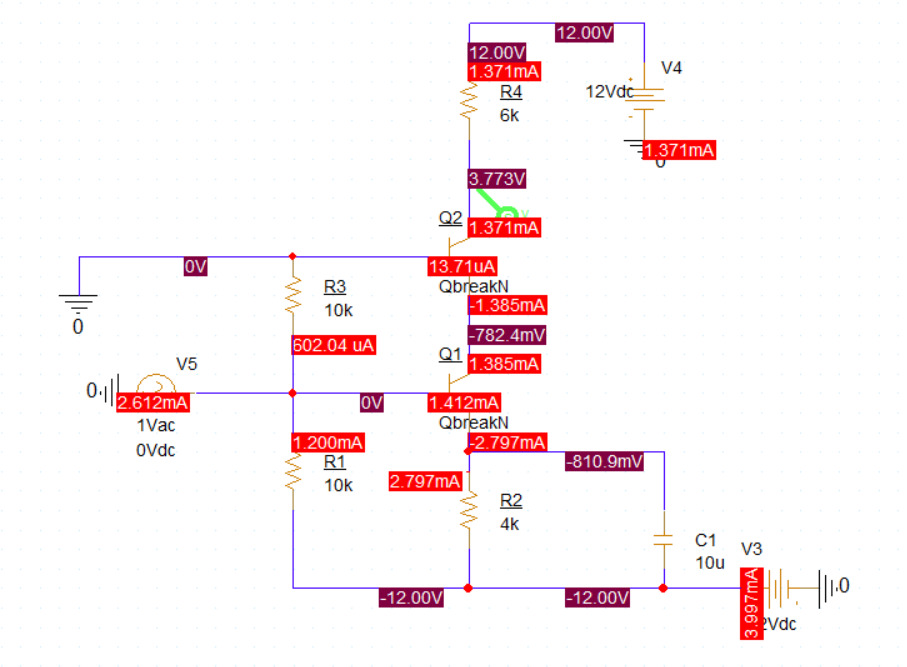 12.00V
12.00V
1.371mA
V4
R4
12Vdc
6k
1.371mA
0
3.773V
Q2
1.371mA
0V
13.71uA
QbreakN
R3
10k
-1.385mA
0
-782.4mV
602.04 uA
Q1
1.385mA
V5
0
2.612mA
0V
1.412mA
1Vac
QbreakN
0Vdc
1.200mA
-2.797mA
R1
-810.9mV
10k
2.797mA
R2
4k
C1
V3
10u
3.997mA
0
-12.00V
-12.00V
2Vdc